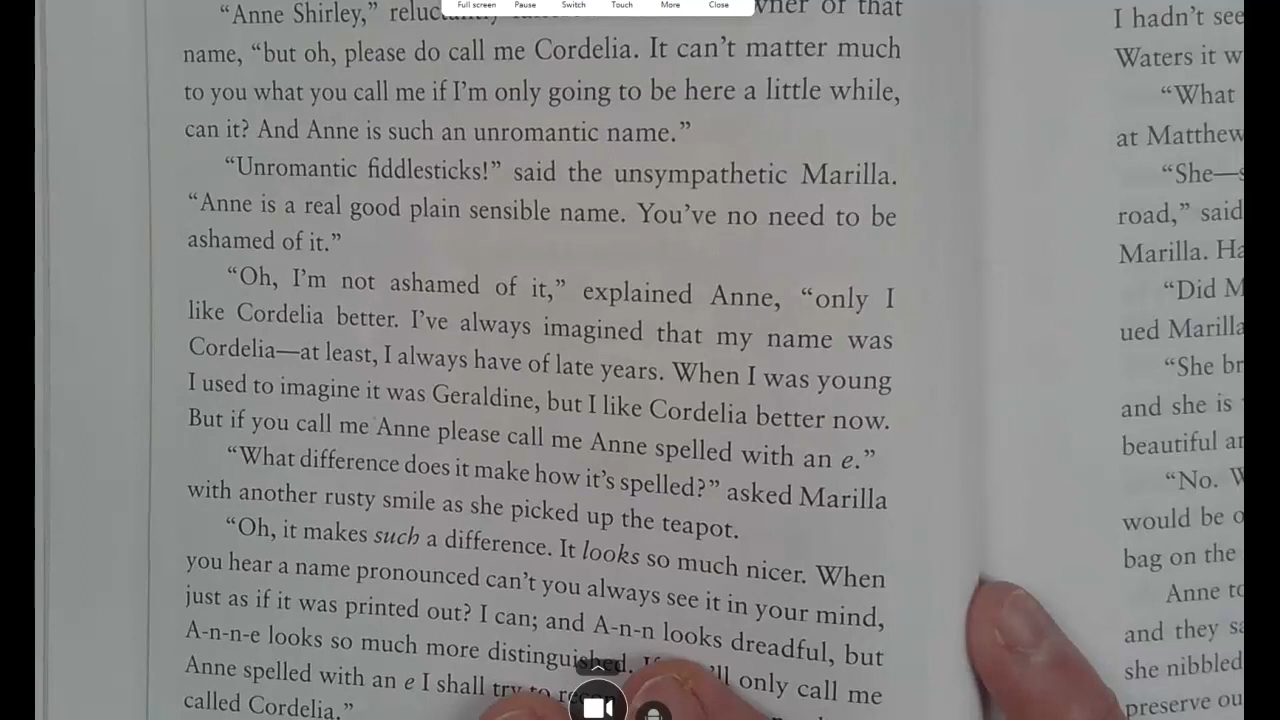 Full screen Pause Switch Touch More Close
“Anne Shirley,” of that
name, “but oh, please do call me Cordelia. It can’t matter much
to you what you call me if I’m only going to be here a little while,
can it? And Anne is such an unromantic name.”
“Unromantic fiddlesticks!” said the unsympathetic Marilla.
“Anne is a real good plain sensible name. You’ve no need to be
ashamed of it.”
“Oh, I’m not ashamed of it,” explained Anne, “only I
like Cordelia better. I’ve always imagined that my name was
Cordelia—at least, I always have of late years. When I was young
I used to imagine it was Geraldine, but I like Cordelia better now.
But if you call me Anne please call me Anne spelled with an e.”
“What difference does it make how it’s spelled?” asked Marilla
with another rusty smile as she picked up the teapot.
“Oh, it makes such a difference. It looks so much nicer. When
you hear a name pronounced can’t you always see it in your mind,
just as if it was printed out? I can; and A-n-n looks dreadful, but
A-n-n-e looks so much more distinguished. only call me
Anne spelled with an e I shall try to
called Cordelia.”
I hadn’t see
Waters it w
“What
at Matthew
“She—s
road,” said
Marilla. Ha
“Did M
ued Marilla
“She br
and she is
beautiful ar
“No. W
would be o
bag on the
Anne to
and they sa
she nibbled
preserve ou